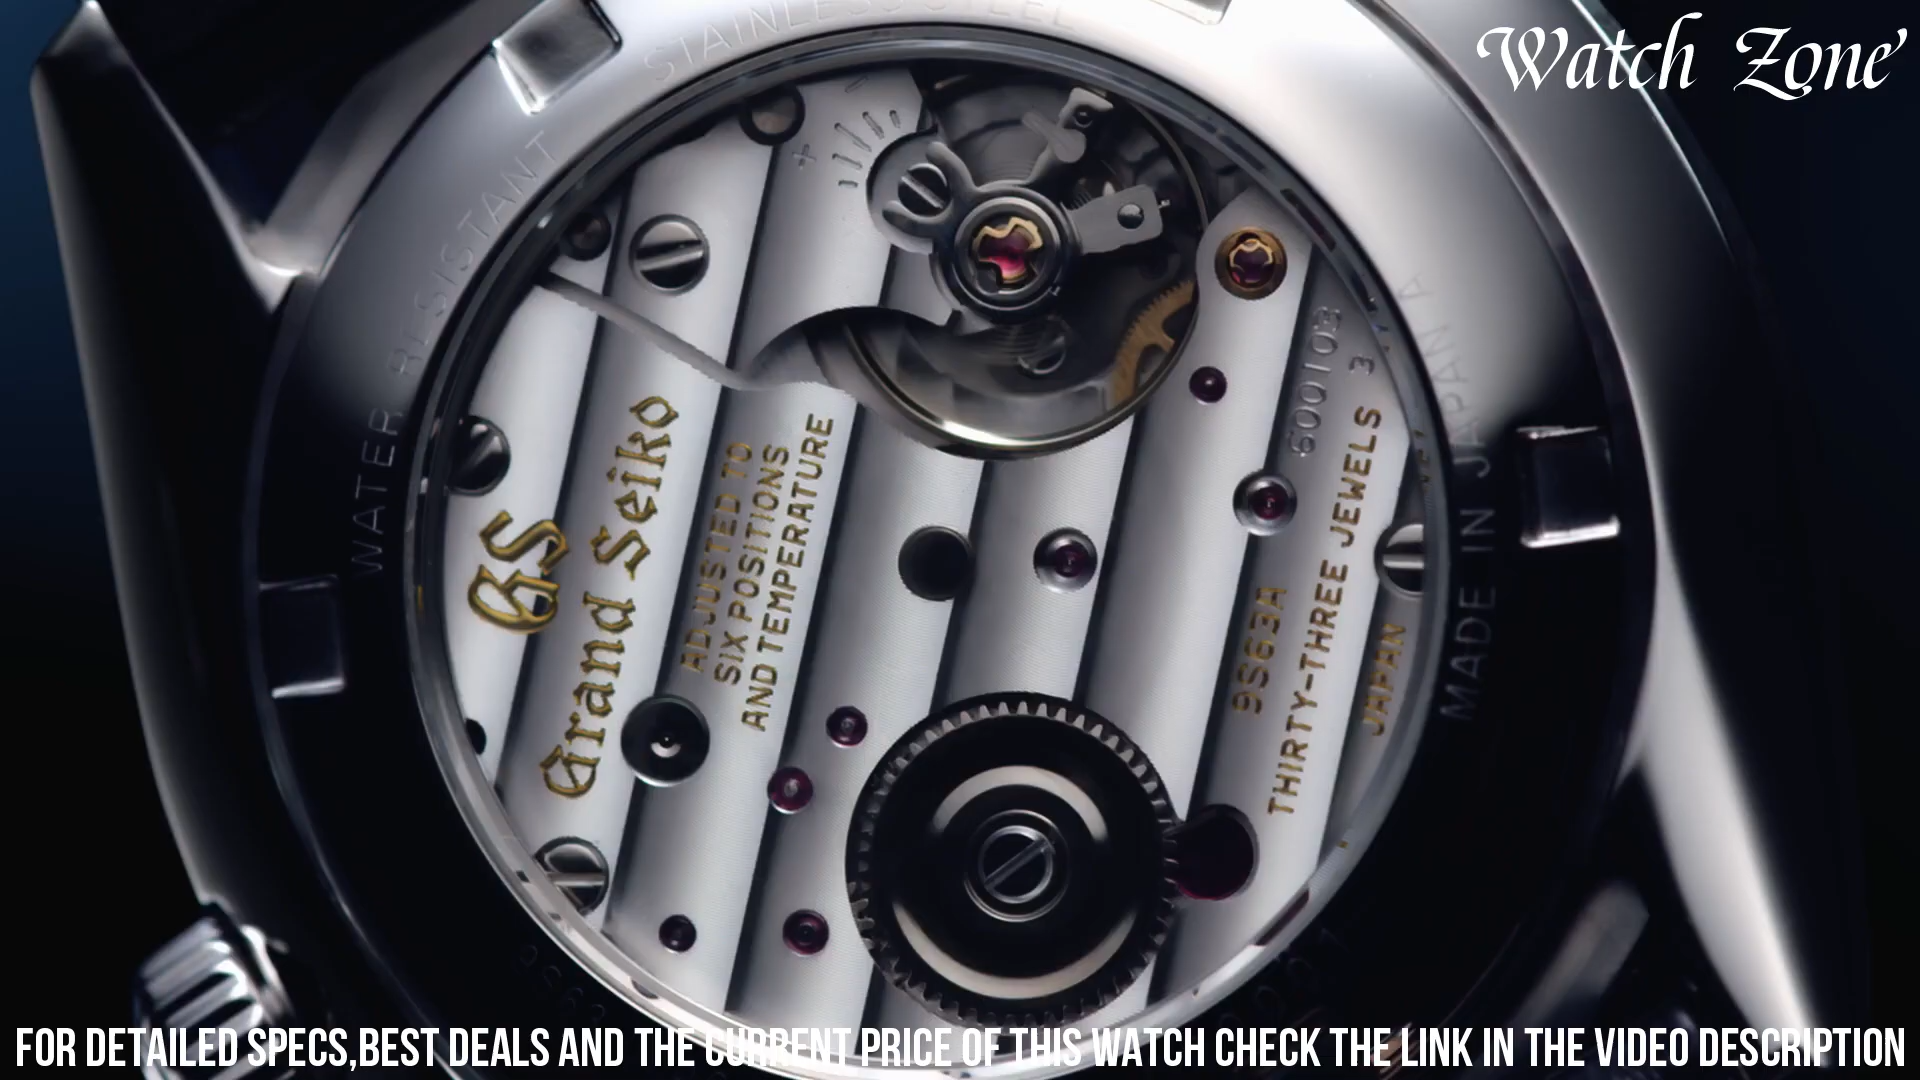 Watch Zone'
STAINLESS STEEL
WATER RESISTANT
GS
Grand Seiko
ADJUSTED TO
SIX POSITIONS
AND TEMPERATURE
600103
9S63A
THIRTY-THREE JEWELS 3
JAPAN
MADE IN JAPAN A
FOR DETAILED SPECS,BEST DEALS AND THE CURRENT PRICE OF THIS WATCH CHECK THE LINK IN THE VIDEO DESCRIPTION